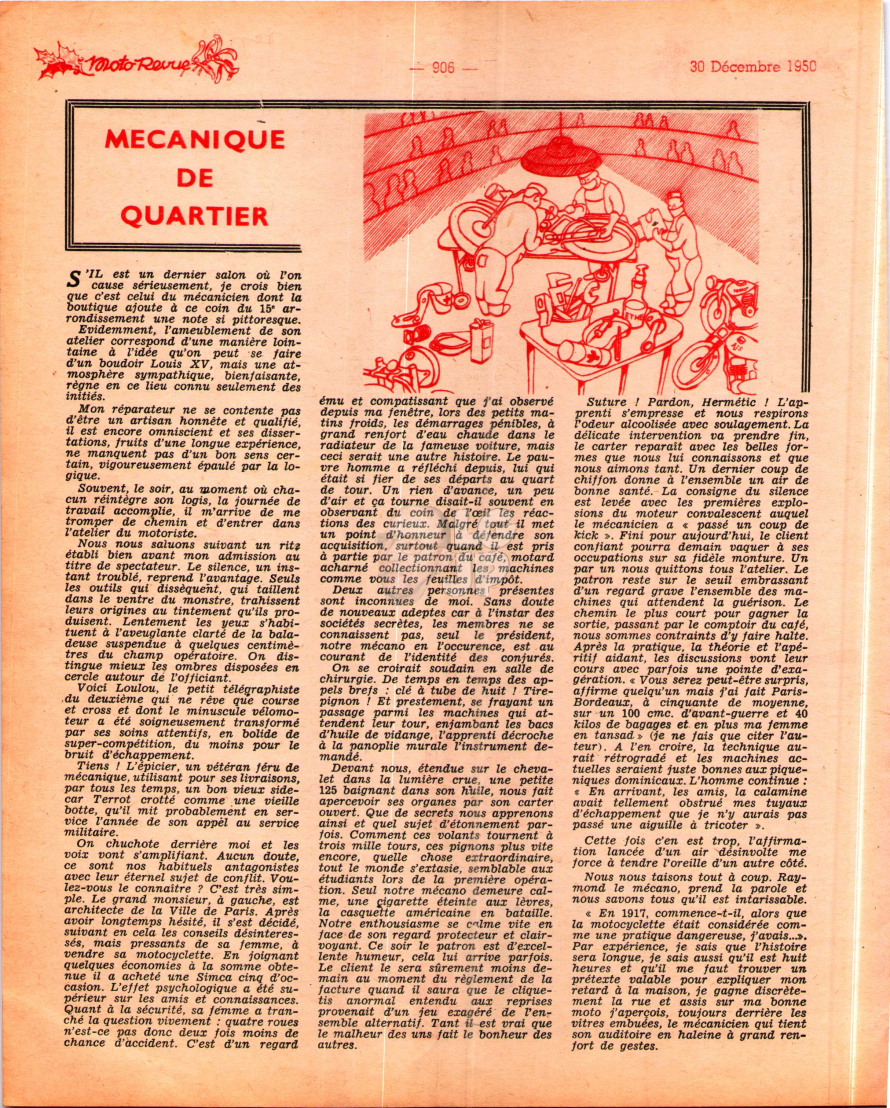 Moto-Revue
— 906 —
30 Décembre 1950
MECANIQUE
DE
QUARTIER
S'IL est un dernier salon où l'on
cause sérieusement, je crois bien
que c'est celui du mécanicien dont la
boutique ajoute à ce coin du 15e ar-
rondissement une note si pittoresque.
Evidemment, l'ameublement de son
atelier correspond d'une manière loin-
taine à l'idée qu'on peut se faire
d'un boudoir Louis XV, mais une at-
mosphère sympathique, bienfaisante,
règne en ce lieu connu seulement des
initiés.
Mon réparateur ne se contente pas
d'être un artisan honnête et qualifié,
il est encore omniscient et ses disser-
tations, fruits d'une longue expérience,
ne manquent pas d'un bon sens cer-
tain, vigoureusement épaulé par la lo-
gique.
Souvent, le soir, au moment où cha-
cun réintègre son logis, la journée de
travail accomplie, il m'arrive de me
tromper de chemin et d'entrer dans
l'atelier du motoriste.
Nous nous saluons suivant un rite
établi bien avant mon admission au
titre de spectateur. Le silence, un ins-
tant troublé, reprend l'avantage. Seuls
les outils qui dissèquent, qui taillent
dans le ventre du monstre, trahissent
leurs origines au tintement qu'ils pro-
duisent. Lentement les yeux s'habi-
tuent à l'aveuglante clarté de la bala-
deuse suspendue à quelques centimè-
tres du champ opératoire. On dis-
tingue mieux les ombres disposées en
cercle autour de l'officiant.
Voici Loulou, le petit télégraphiste
du deuxième qui ne rêve que course
et cross et dont le minuscule vélomo-
teur a été soigneusement transformé
par ses soins attentifs, en bolide de
super-compétition, du moins pour le
bruit d'échappement.
Tiens ! L'épicier, un vétéran féru de
mécanique, utilisant pour ses livraisons,
par tous les temps, un bon vieux side-
car Terrot crotté comme une vieille
botte, qu'il mit probablement en ser-
vice l'année de son appel au service
militaire.
On chuchote derrière moi et les
voix vont s'amplifiant. Aucun doute,
ce sont nos habituels antagonistes
avec leur éternel sujet de conflit. Vou-
lez-vous le connaître ? C'est très sim-
ple. Le grand monsieur, à gauche, est
architecte de la Ville de Paris. Après
avoir longtemps hésité, il s'est décidé,
suivant en cela les conseils désinteres-
sés, mais pressants de sa femme, à
vendre sa motocyclette. En joignant
quelques économies à la somme obte-
nue il a acheté une Simca cinq d'oc-
casion. L'effet psychologique a été su-
périeur sur les amis et connaissances.
Quant à la sécurité, sa femme a tran-
ché la question vivement : quatre roues
n'est-ce pas donc deux fois moins de
chance d'accident. C'est d'un regard
ému et compatissant que j'ai observé
depuis ma fenêtre, lors des petits ma-
tins froids, les démarrages pénibles, à
grand renfort d'eau chaude dans le
radiateur de la fameuse voiture, mais
ceci serait une autre histoire. Le pau-
vre homme a réfléchi depuis, lui qui
était si fier de ses départs au quart
de tour. Un rien d'avance, un peu
d'air et ça tourne disait-il souvent en
observant du coin de l'œil les réac-
tions des curieux. Malgré tout il met
un point d'honneur à défendre son
acquisition, surtout quand il est pris
à partie par le patron du café, motard
acharné collectionnant les machines
comme vous les feuilles d'impôt.
Deux autres personnes présentes
sont inconnues de moi. Sans doute
de nouveaux adeptes car à l'instar des
sociétés secrètes, les membres ne se
connaissent pas, seul le président,
notre mécano en l'occurence, est au
courant de l'identité des conjurés.
On se croirait soudain en salle de
chirurgie. De temps en temps des ap-
pels brefs : clé à tube de huit ! Tire-
pignon ! Et prestement, se frayant un
passage parmi les machines qui at-
tendent leur tour, enjambant les bacs
d'huile de vidange, l'apprenti décroche
à la panoplie murale l'instrument de-
mandé.
Devant nous, étendue sur le cheva-
let dans la lumière crue, une petite
125 baignant dans son huile, nous fait
apercevoir ses organes par son carter
ouvert. Que de secrets nous apprenons
ainsi et quel sujet d'étonnement par-
fois. Comment ces volants tournent à
trois mille tours, ces pignons plus vite
encore, quelle chose extraordinaire,
tout le monde s'extasie, semblable aux
étudiants lors de la première opéra-
tion. Seul notre mécano demeure cal-
me, une cigarette éteinte aux lèvres,
la casquette américaine en bataille.
Notre enthousiasme se calme vite en
face de son regard protecteur et clair-
voyant. Ce soir le patron est d'excel-
lente humeur, cela lui arrive parfois.
Le client le sera sûrement moins de-
main au moment du règlement de la
facture quand il saura que le clique-
tis anormal entendu aux reprises
provenait d'un jeu exagéré de l'en-
semble alternatif. Tant il est vrai que
le malheur des uns fait le bonheur des
autres.
Suture ! Pardon, Hermétic ! L'ap-
prenti s'empresse et nous respirons
l'odeur alcoolisée avec soulagement. La
délicate intervention va prendre fin,
le carter reparaît avec les belles for-
mes que nous lui connaissons et que
nous aimons tant. Un dernier coup de
chiffon donne à l'ensemble un air de
bonne santé. La consigne du silence
est levée avec les premières explo-
sions du moteur convalescent auquel
le mécanicien a « passé un coup de
kick ». Fini pour aujourd'hui, le client
confiant pourra demain vaquer à ses
occupations sur sa fidèle monture. Un
par un nous quittons tous l'atelier. Le
patron reste sur le seuil embrassant
d'un regard grave l'ensemble des ma-
chines qui attendent la guérison. Le
chemin le plus court pour gagner la
sortie, passant par le comptoir du café,
nous sommes contraints d'y faire halte.
Après la pratique, la théorie et l'apé-
ritif aidant, les discussions vont leur
cours avec parfois une pointe d'exa-
gération. « Vous serez peut-être surpris,
affirme quelqu'un mais j'ai fait Paris-
Bordeaux, à cinquante de moyenne,
sur un 100 cmc. d'avant-guerre et 40
kilos de bagages et en plus ma femme
en tansad » (je ne fais que citer l'au-
teur). A l'en croire, la technique au-
rait rétrogradé et les machines ac-
tuelles seraient juste bonnes aux pique-
niques dominicaux. L'homme continue :
« En arrivant, les amis, la calamine
avait tellement obstrué mes tuyaux
d'échappement que je n'y aurais pas
passé une aiguille à tricoter ».
Cette fois c'en est trop, l'affirma-
tion lancée d'un air désinvolte me
force à tendre l'oreille d'un autre côté.
Nous nous taisons tout à coup. Ray-
mond le mécano, prend la parole et
nous savons tous qu'il est intarissable.
« En 1917, commence-t-il, alors que
la motocyclette était considérée com-
me une pratique dangereuse, j'avais...».
Par expérience, je sais que l'histoire
sera longue, je sais aussi qu'il est huit
heures et qu'il me faut trouver un
prétexte valable pour expliquer mon
retard à la maison, je gagne discrète-
ment la rue et assis sur ma bonne
moto j'aperçois, toujours derrière les
vitres embuées, le mécanicien qui tient
son auditoire en haleine à grand ren-
fort de gestes.